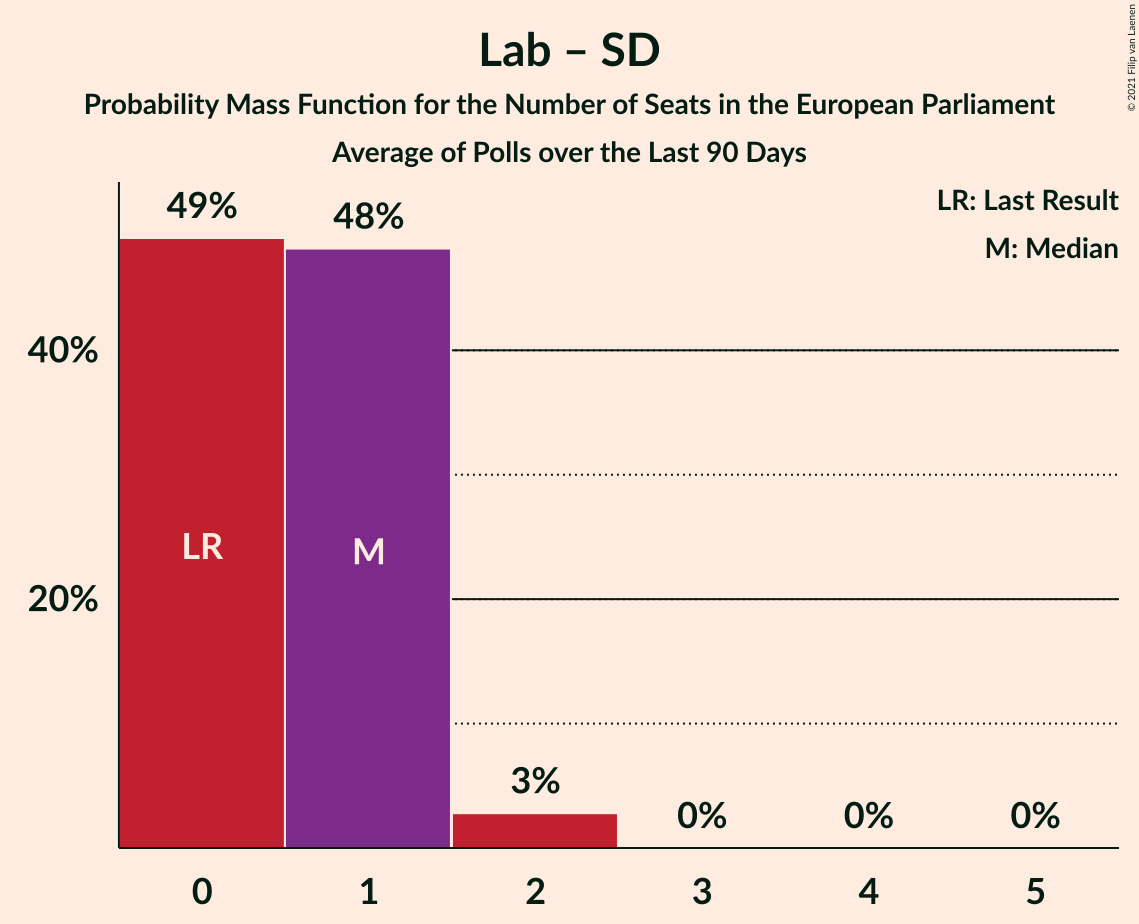 Lab – SD
Probability Mass Function for the Number of Seats in the European Parliament
Average of Polls over the Last 90 Days
© 2021 Filip van Laenen
LR: Last Result
M: Median
49%
48%
40%
LR
M
20%
3%
0%
0%
0%
0
1
2
3
4
5